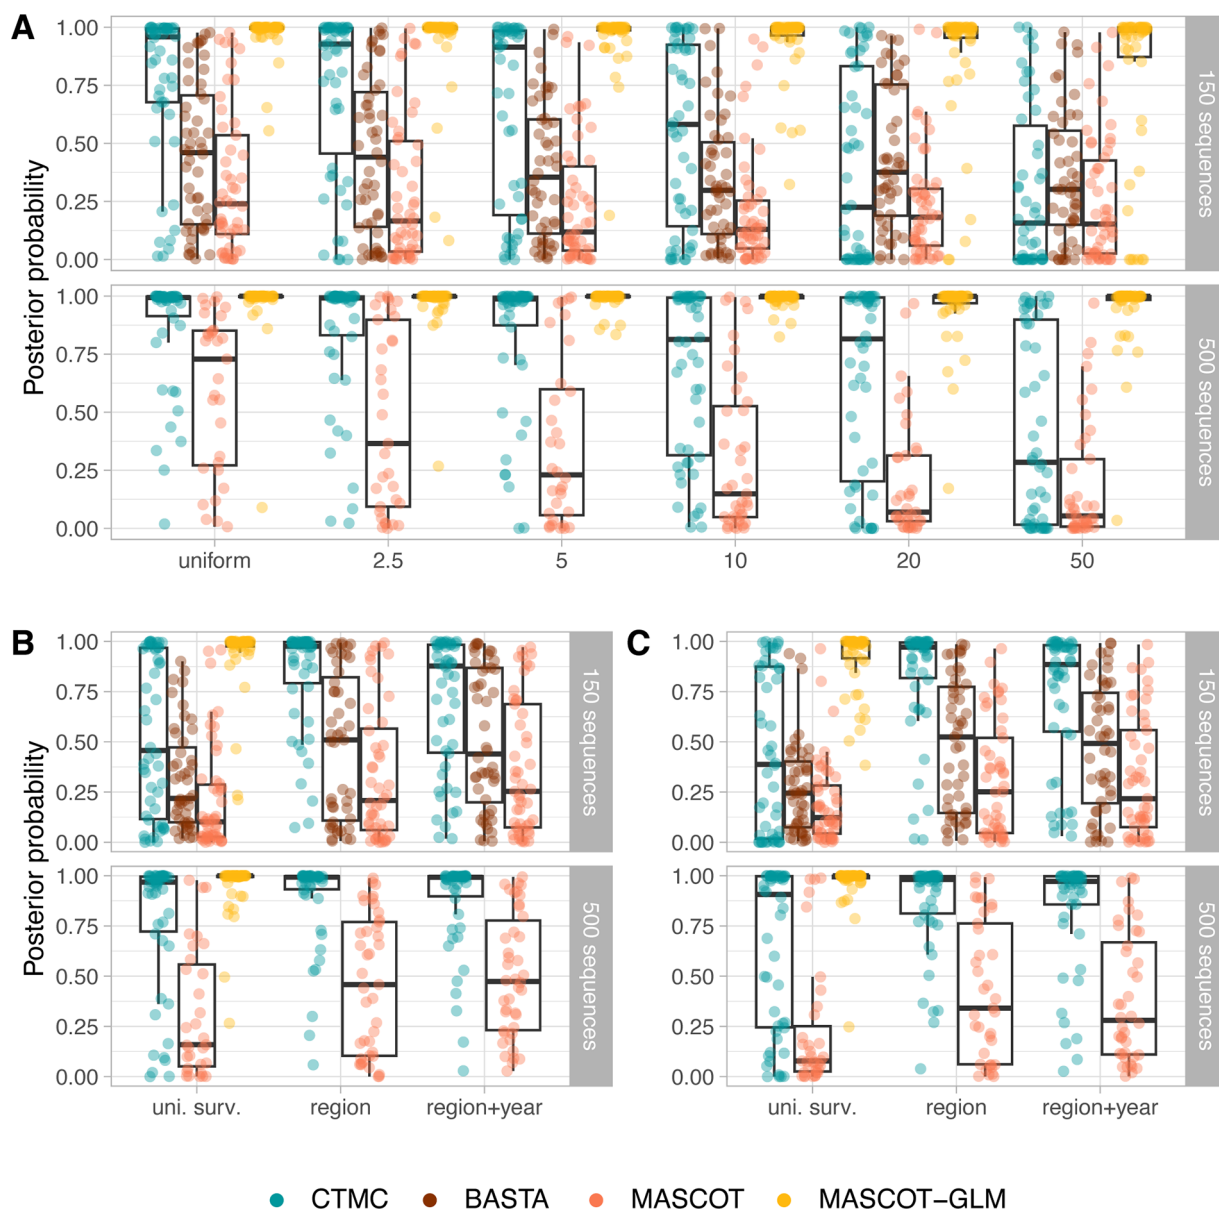 A
Posterior probability
1.00
0.75
0.50
0.25
0.00
150 sequences
1.00
0.75
0.50
0.25
0.00
500 sequences
uniform 2.5 5 10 20 50
B
Posterior probability
1.00
0.75
0.50
0.25
0.00
150 sequences
1.00
0.75
0.50
0.25
0.00
500 sequences
uni. surv. region region+year
C
1.00
0.75
0.50
0.25
0.00
150 sequences
1.00
0.75
0.50
0.25
0.00
500 sequences
uni. surv. region region+year
CTMC BASTA MASCOT MASCOT−GLM